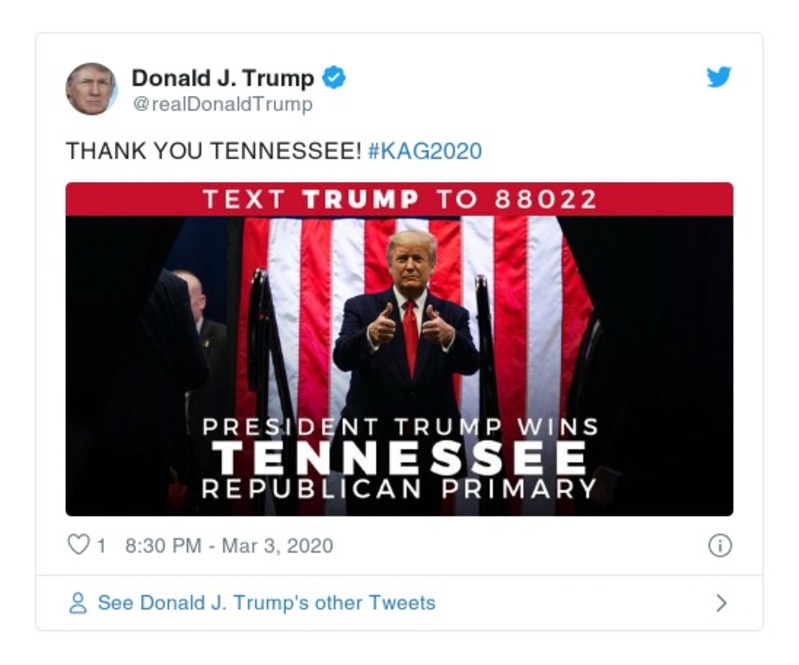 Donald J. Trump
@realDonaldTrump
THANK YOU TENNESSEE! #KAG2020
TEXT TRUMP TO 88022
PRESIDENT TRUMP WINS
TENNESSEE
REPUBLICAN PRIMARY
1 8:30 PM - Mar 3, 2020
See Donald J. Trump's other Tweets